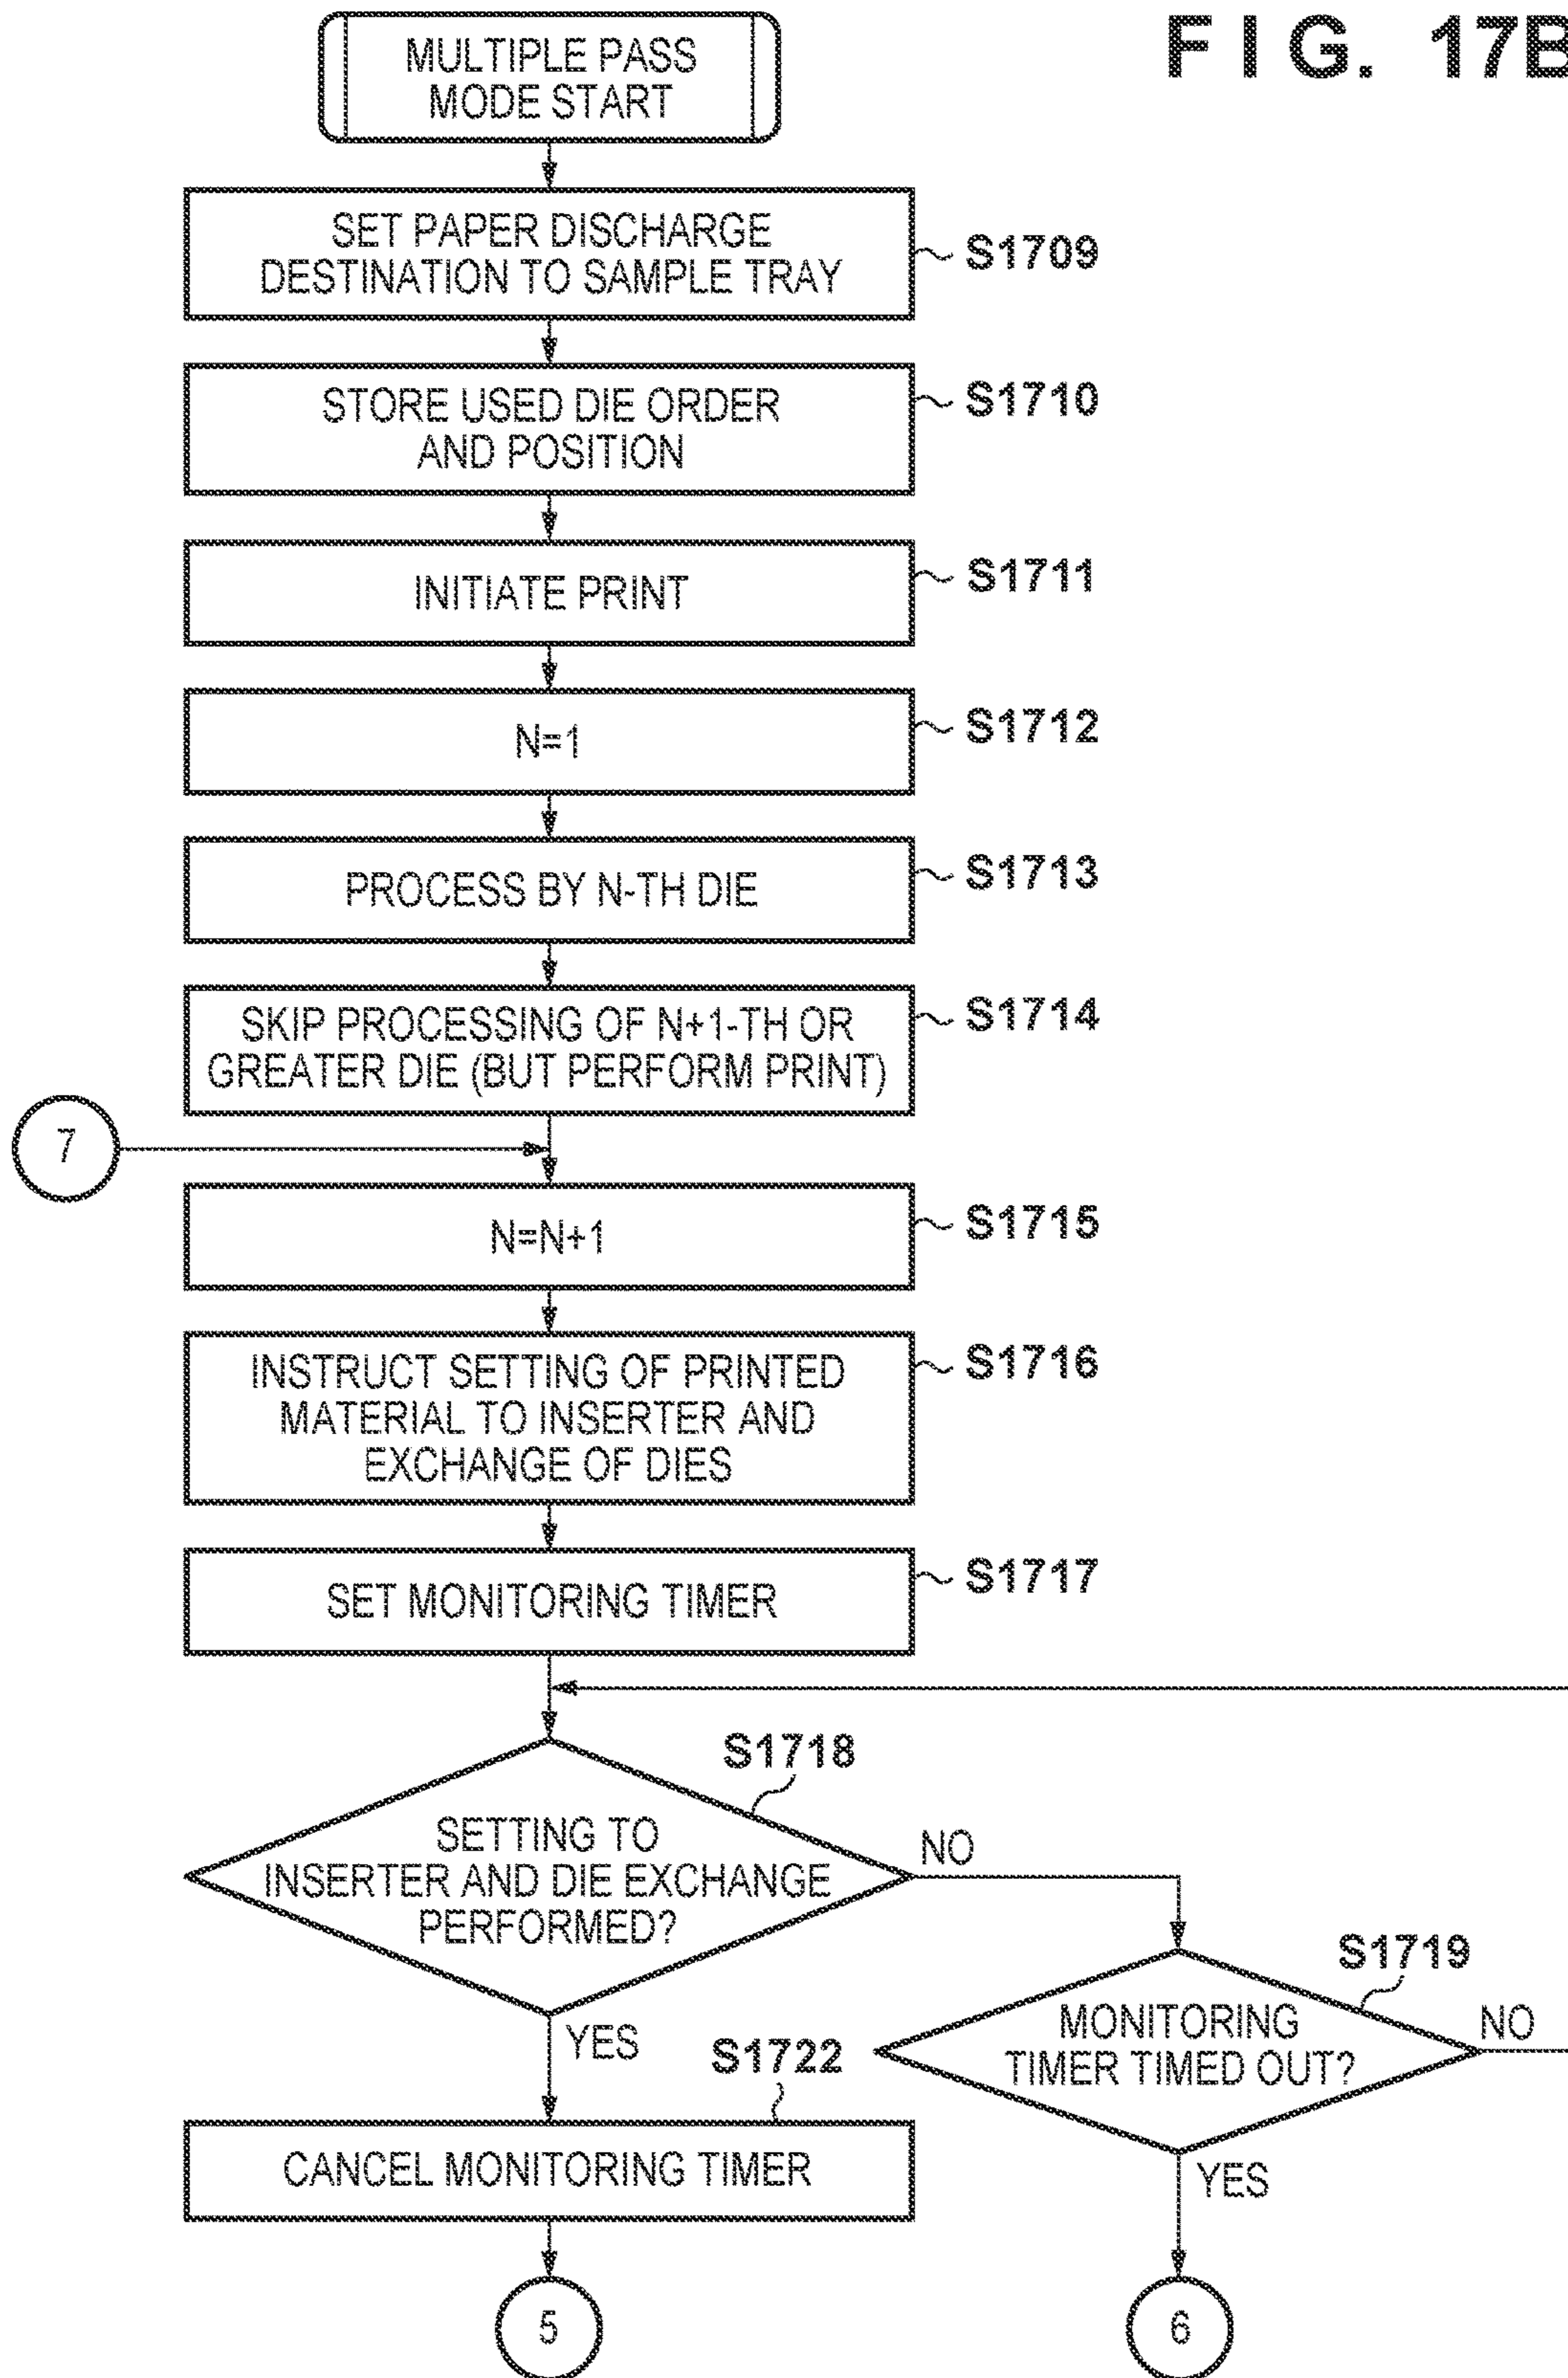 FIG. 17B
MULTIPLE PASS
MODE START
SET PAPER DISCHARGE
DESTINATION TO SAMPLE TRAY
S1709
STORE USED DIE ORDER
AND POSITION
S1710
INITIATE PRINT
S1711
N=1
S1712
PROCESS BY N-TH DIE
S1713
SKIP PROCESSING OF N+1-TH OR
GREATER DIE (BUT PERFORM PRINT)
S1714
7
N=N+1
S1715
INSTRUCT SETTING OF PRINTED
MATERIAL TO INSERTER AND
EXCHANGE OF DIES
S1716
SET MONITORING TIMER
S1717
S1718
SETTING TO
INSERTER AND DIE EXCHANGE
PERFORMED?
NO
YES
S1719
MONITORING
TIMER TIMED OUT?
NO
YES
S1722
CANCEL MONITORING TIMER
5
6